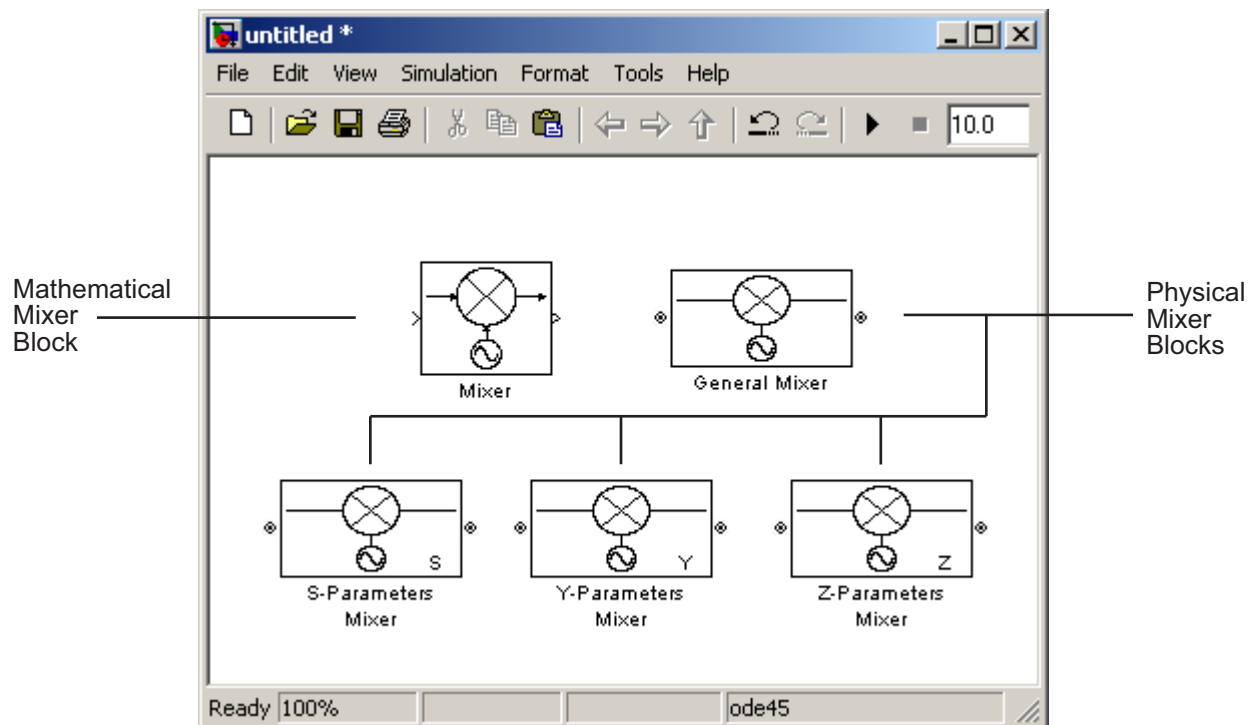 untitled *
File Edit View Simulation Format Tools Help
10.0
Mathematical
Mixer
Block
Mixer
General Mixer
Physical
Mixer
Blocks
S
S-Parameters
Mixer
Y
Y-Parameters
Mixer
Z
Z-Parameters
Mixer
Ready 100% ode45